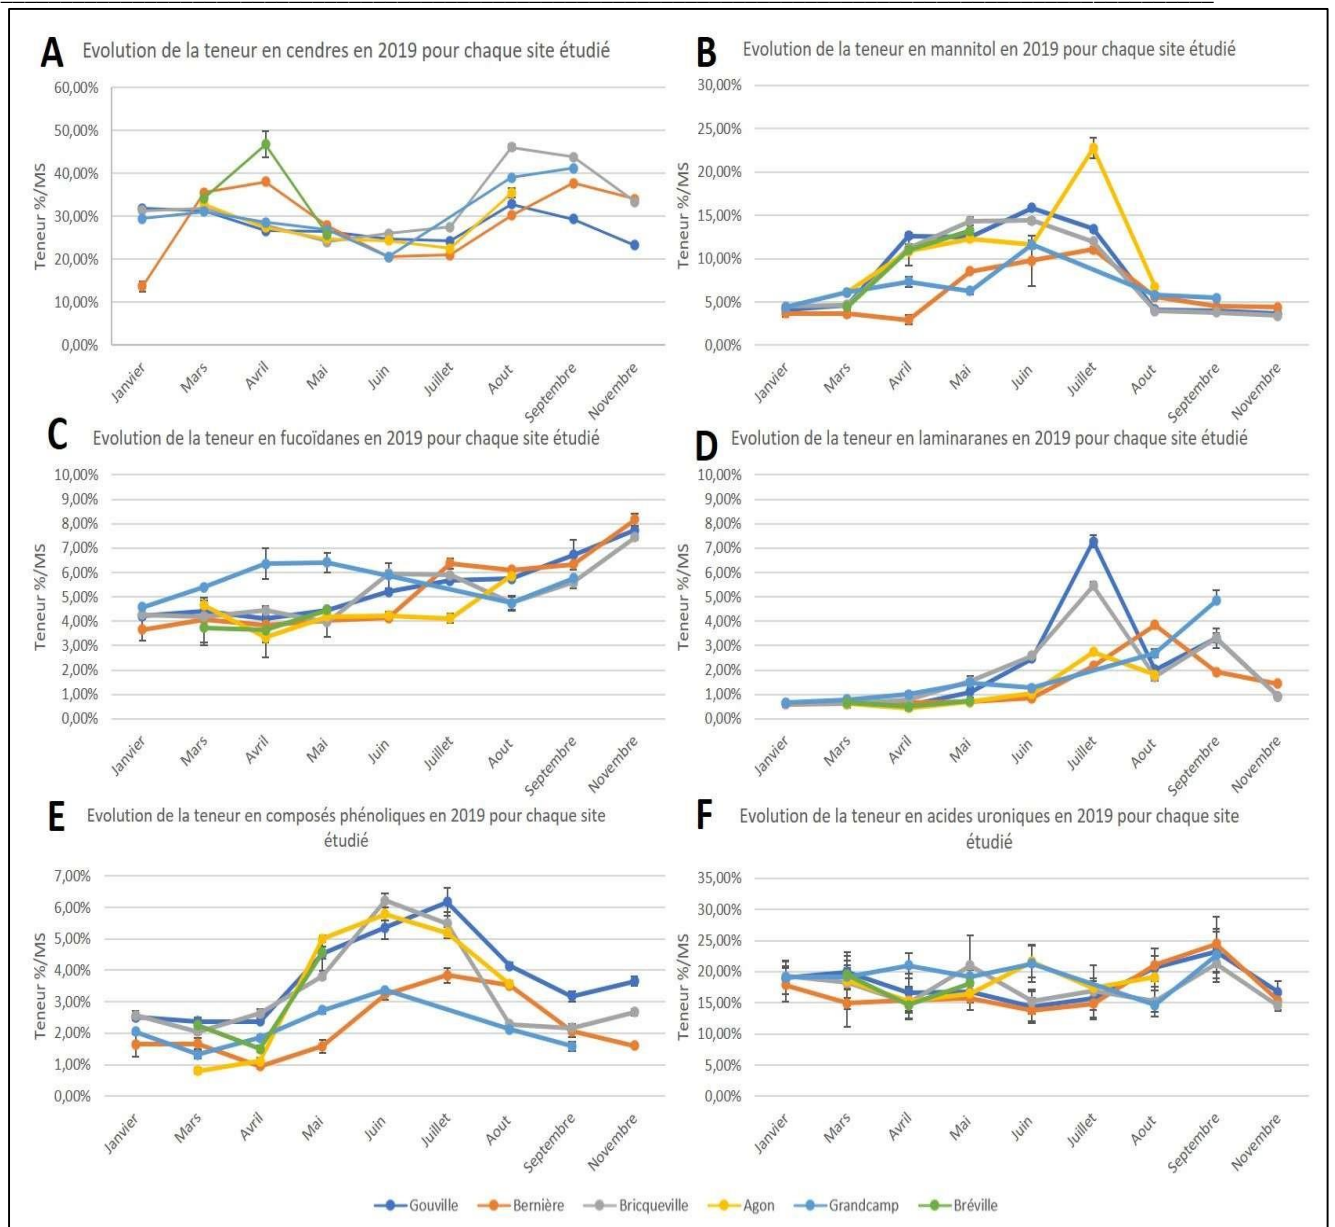 A Evolution de la teneur en cendres en 2019 pour chaque site étudié
Teneur %/MS
60,00%
50,00%
40,00%
30,00%
20,00%
10,00%
0,00%
Janvier Mars Avril Mai Juin Juillet Aout Septembre Novembre
B Evolution de la teneur en mannitol en 2019 pour chaque site étudié
Teneur %/MS
30,00%
25,00%
20,00%
15,00%
10,00%
5,00%
0,00%
Janvier Mars Avril Mai Juin Juillet Aout Septembre Novembre
C Evolution de la teneur en fucoïdanes en 2019 pour chaque site étudié
Teneur %/MS
10,00%
9,00%
8,00%
7,00%
6,00%
5,00%
4,00%
3,00%
2,00%
1,00%
0,00%
Janvier Mars Avril Mai Juin Juillet Aout Septembre Novembre
D Evolution de la teneur en laminaranes en 2019 pour chaque site étudié
Teneur %/MS
10,00%
9,00%
8,00%
7,00%
6,00%
5,00%
4,00%
3,00%
2,00%
1,00%
0,00%
Janvier Mars Avril Mai Juin Juillet Aout Septembre Novembre
E Evolution de la teneur en composés phénoliques en 2019 pour chaque site
étudié
Teneur %/MS
7,00%
6,00%
5,00%
4,00%
3,00%
2,00%
1,00%
0,00%
Janvier Mars Avril Mai Juin Juillet Aout Septembre Novembre
F Evolution de la teneur en acides uroniques en 2019 pour chaque site
étudié
Teneur %/MS
35,00%
30,00%
25,00%
20,00%
15,00%
10,00%
5,00%
0,00%
Janvier Mars Avril Mai Juin Juillet Aout Septembre Novembre
Gouville Bernière Bricqueville Agon Grandcamp Bréville